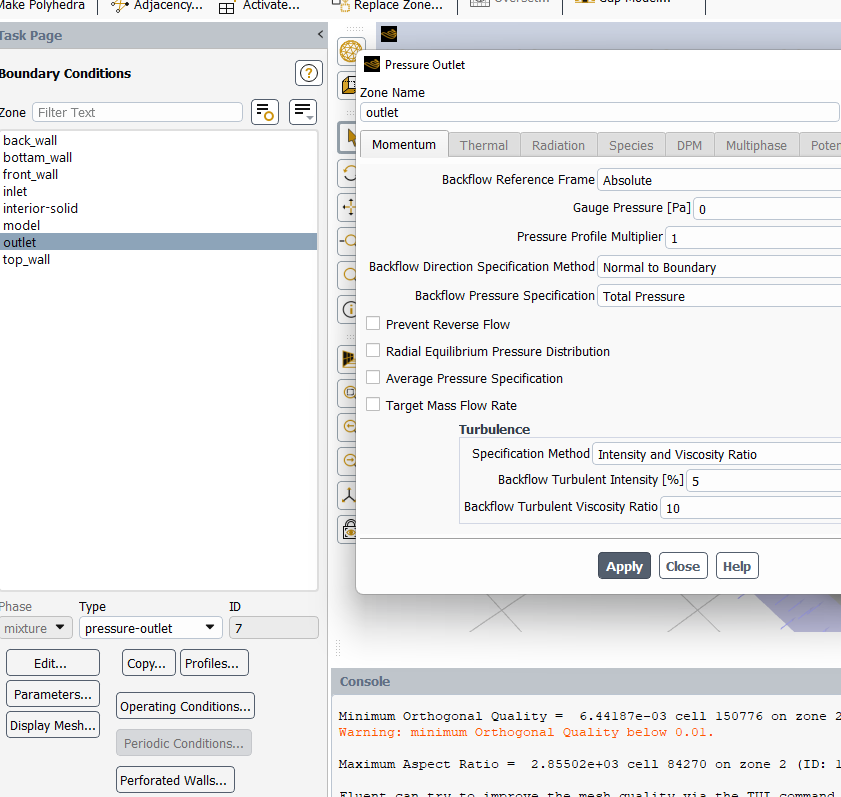 Make Polyhedra
Adjacency...
Activate...
Replace Zone...
Overset...
Gap Model...
Task Page
<
Boundary Conditions
?
Zone
Filter Text
back_wall
bottam_wall
front_wall
inlet
interior-solid
model
outlet
top_wall
Phase
Type
ID
mixture
pressure-outlet
7
Edit...
Copy...
Profiles...
Parameters...
Operating Conditions...
Display Mesh...
Periodic Conditions...
Perforated Walls...
Pressure Outlet
Zone Name
outlet
Momentum
Thermal
Radiation
Species
DPM
Multiphase
Poten
Backflow Reference Frame Absolute
Gauge Pressure [Pa] 0
Pressure Profile Multiplier 1
Backflow Direction Specification Method Normal to Boundary
Backflow Pressure Specification Total Pressure
Prevent Reverse Flow
Radial Equilibrium Pressure Distribution
Average Pressure Specification
Target Mass Flow Rate
Turbulence
Specification Method Intensity and Viscosity Ratio
Backflow Turbulent Intensity [%] 5
Backflow Turbulent Viscosity Ratio 10
Apply
Close
Help
Console
Minimum Orthogonal Quality = 6.44187e-03 cell 150776 on zone 2
Warning: minimum Orthogonal Quality below 0.01.
Maximum Aspect Ratio = 2.85502e+03 cell 84270 on zone 2 (ID: 1
Fluent can try to improve the mesh quality via the TUI command